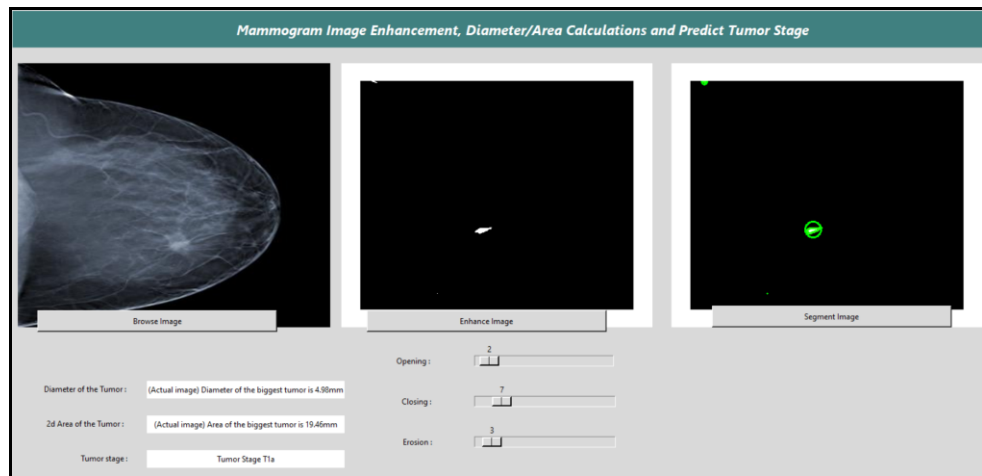 Mammogram Image Enhancement, Diameter/Area Calculations and Predict Tumor Stage
Browse Image
Enhance Image
Segment Image
Opening :
2
Closing :
7
Erosion :
3
Diameter of the Tumor :
(Actual image) Diameter of the biggest tumor is 4.98mm
2d Area of the Tumor :
(Actual image) Area of the biggest tumor is 19.46mm
Tumor stage :
Tumor Stage T1a